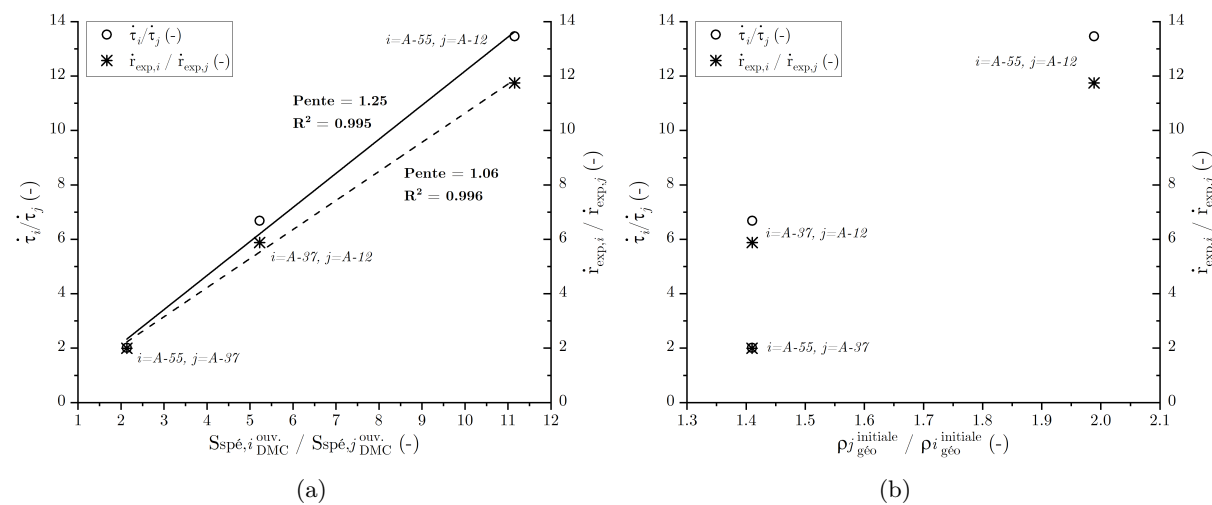 τ̇i/τ̇j (-)
ṙexp,i / ṙexp,j (-)
i=A-55, j=A-12
Pente = 1.25
R² = 0.995
Pente = 1.06
R² = 0.996
i=A-37, j=A-12
i=A-55, j=A-37
0 2 4 6 8 10 12 14
τ̇i/τ̇j (-)
0 2 4 6 8 10 12 14
ṙexp,i / ṙexp,j (-)
1 2 3 4 5 6 7 8 9 10 11 12
Sspé,i ouv. DMC / Sspé,j ouv. DMC (-)
(a)
τ̇i/τ̇j (-)
ṙexp,i / ṙexp,j (-)
i=A-55, j=A-12
i=A-37, j=A-12
i=A-55, j=A-37
0 2 4 6 8 10 12 14
τ̇i/τ̇j (-)
0 2 4 6 8 10 12 14
ṙexp,i / ṙexp,j (-)
1.3 1.4 1.5 1.6 1.7 1.8 1.9 2.0 2.1
ρj initiale géo / ρi initiale géo (-)
(b)